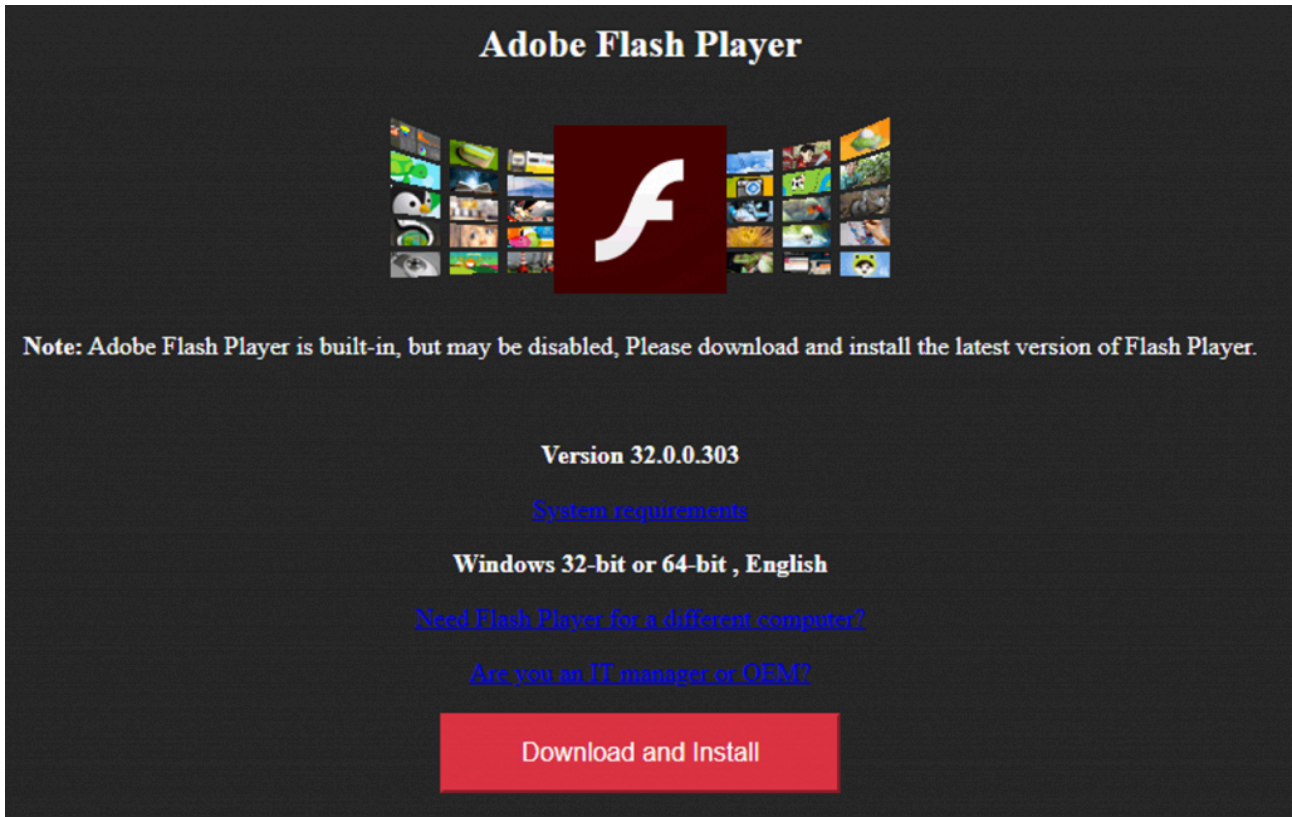 Adobe Flash Player
Note: Adobe Flash Player is built-in, but may be disabled, Please download and install the latest version of Flash Player.
Version 32.0.0.303
System requirements
Windows 32-bit or 64-bit , English
Need Flash Player for a different computer?
Are you an IT manager or OEM?
Download and Install